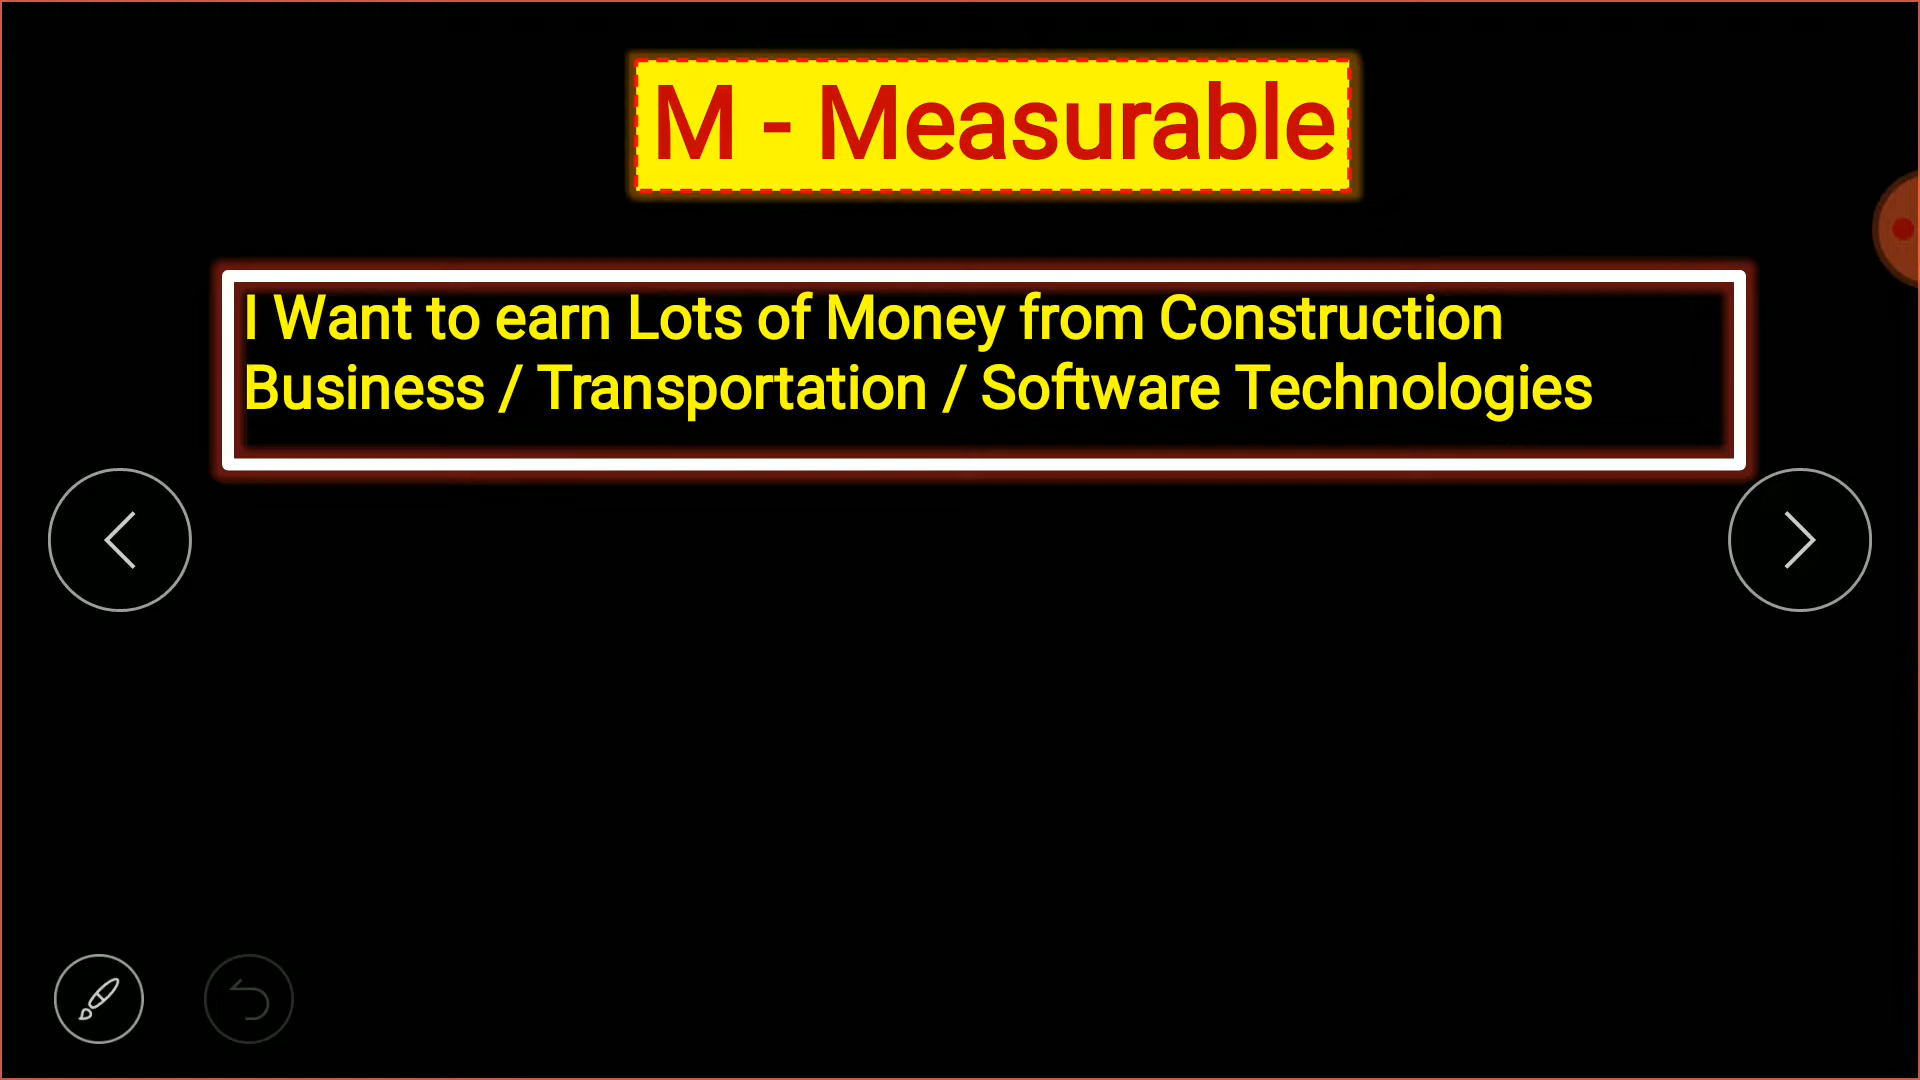 M - Measurable
I Want to earn Lots of Money from Construction
Business / Transportation / Software Technologies